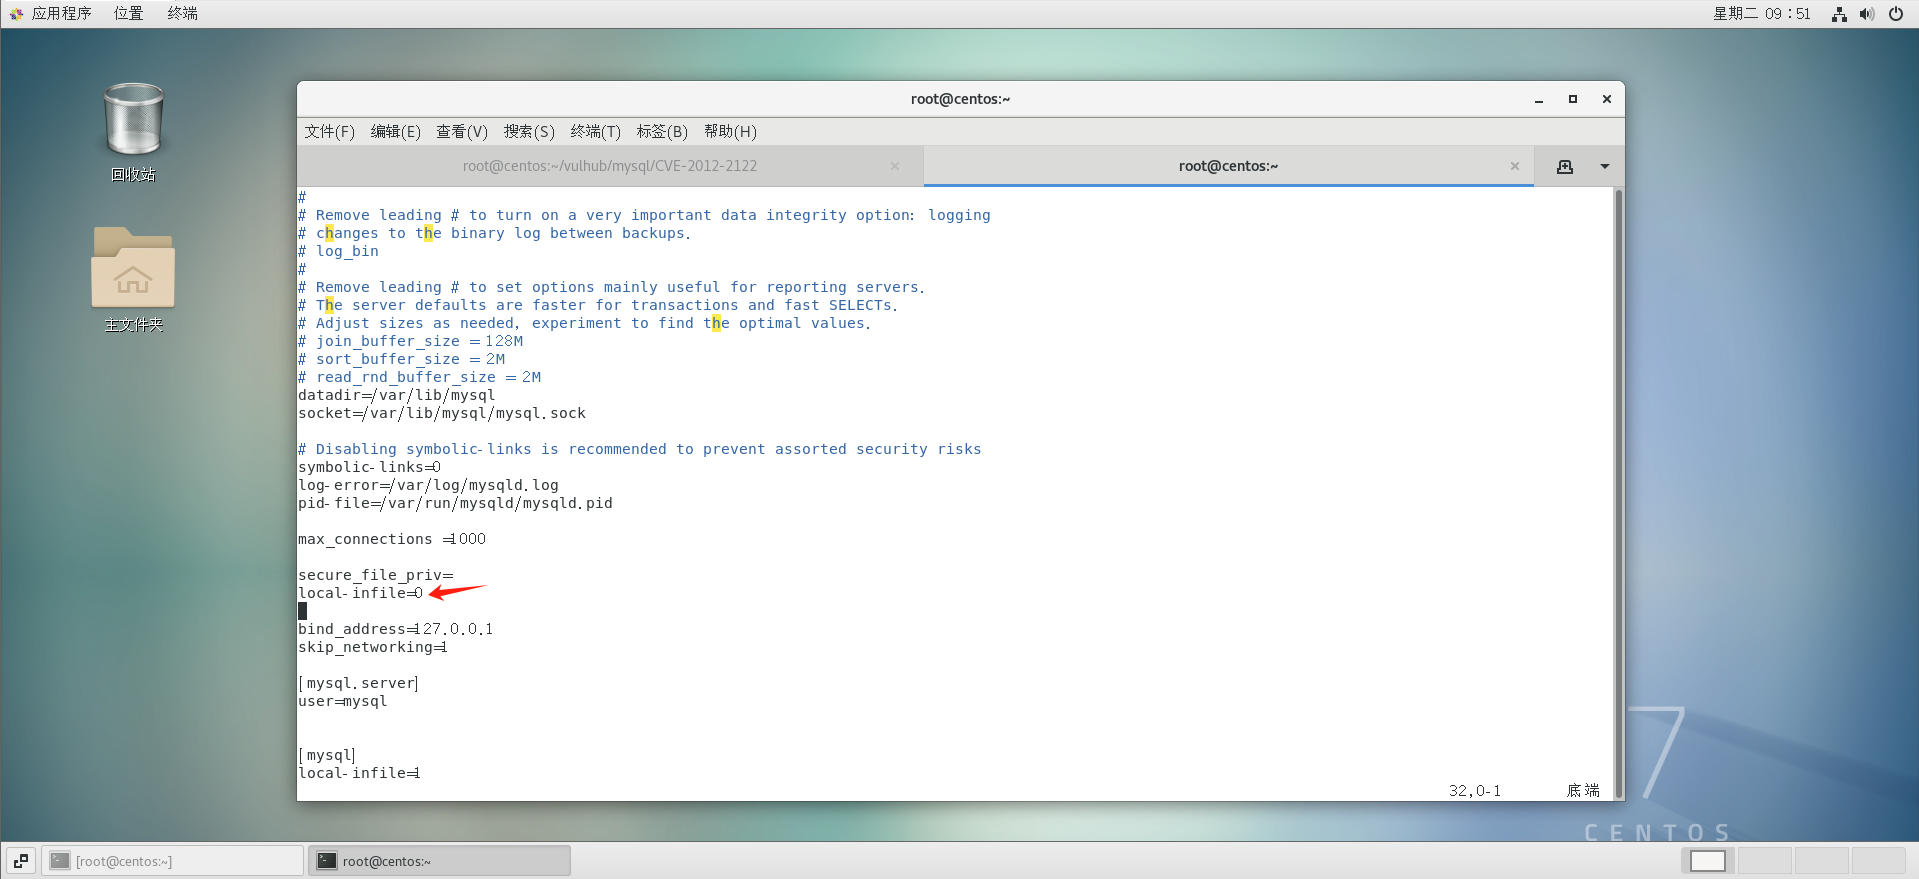 应用程序 位置 终端 星期二 09：51
回收站
主文件夹
root@centos:~
文件(F) 编辑(E) 查看(V) 搜索(S) 终端(T) 标签(B) 帮助(H)
root@centos:~/vulhub/mysql/CVE-2012-2122 root@centos:~
#
# Remove leading # to turn on a very important data integrity option: logging
# changes to the binary log between backups.
# log_bin
#
# Remove leading # to set options mainly useful for reporting servers.
# The server defaults are faster for transactions and fast SELECTs.
# Adjust sizes as needed, experiment to find the optimal values.
# join_buffer_size = 128M
# sort_buffer_size = 2M
# read_rnd_buffer_size = 2M
datadir=/var/lib/mysql
socket=/var/lib/mysql/mysql.sock
# Disabling symbolic-links is recommended to prevent assorted security risks
symbolic-links=0
log-error=/var/log/mysqld.log
pid-file=/var/run/mysqld/mysqld.pid
max_connections =1000
secure_file_priv=
local-infile=0
bind_address=127.0.0.1
skip_networking=1
[mysql.server]
user=mysql
[mysql]
local-infile=1
32,0-1 底端
7
CENTOS
[root@centos:~] root@centos:~